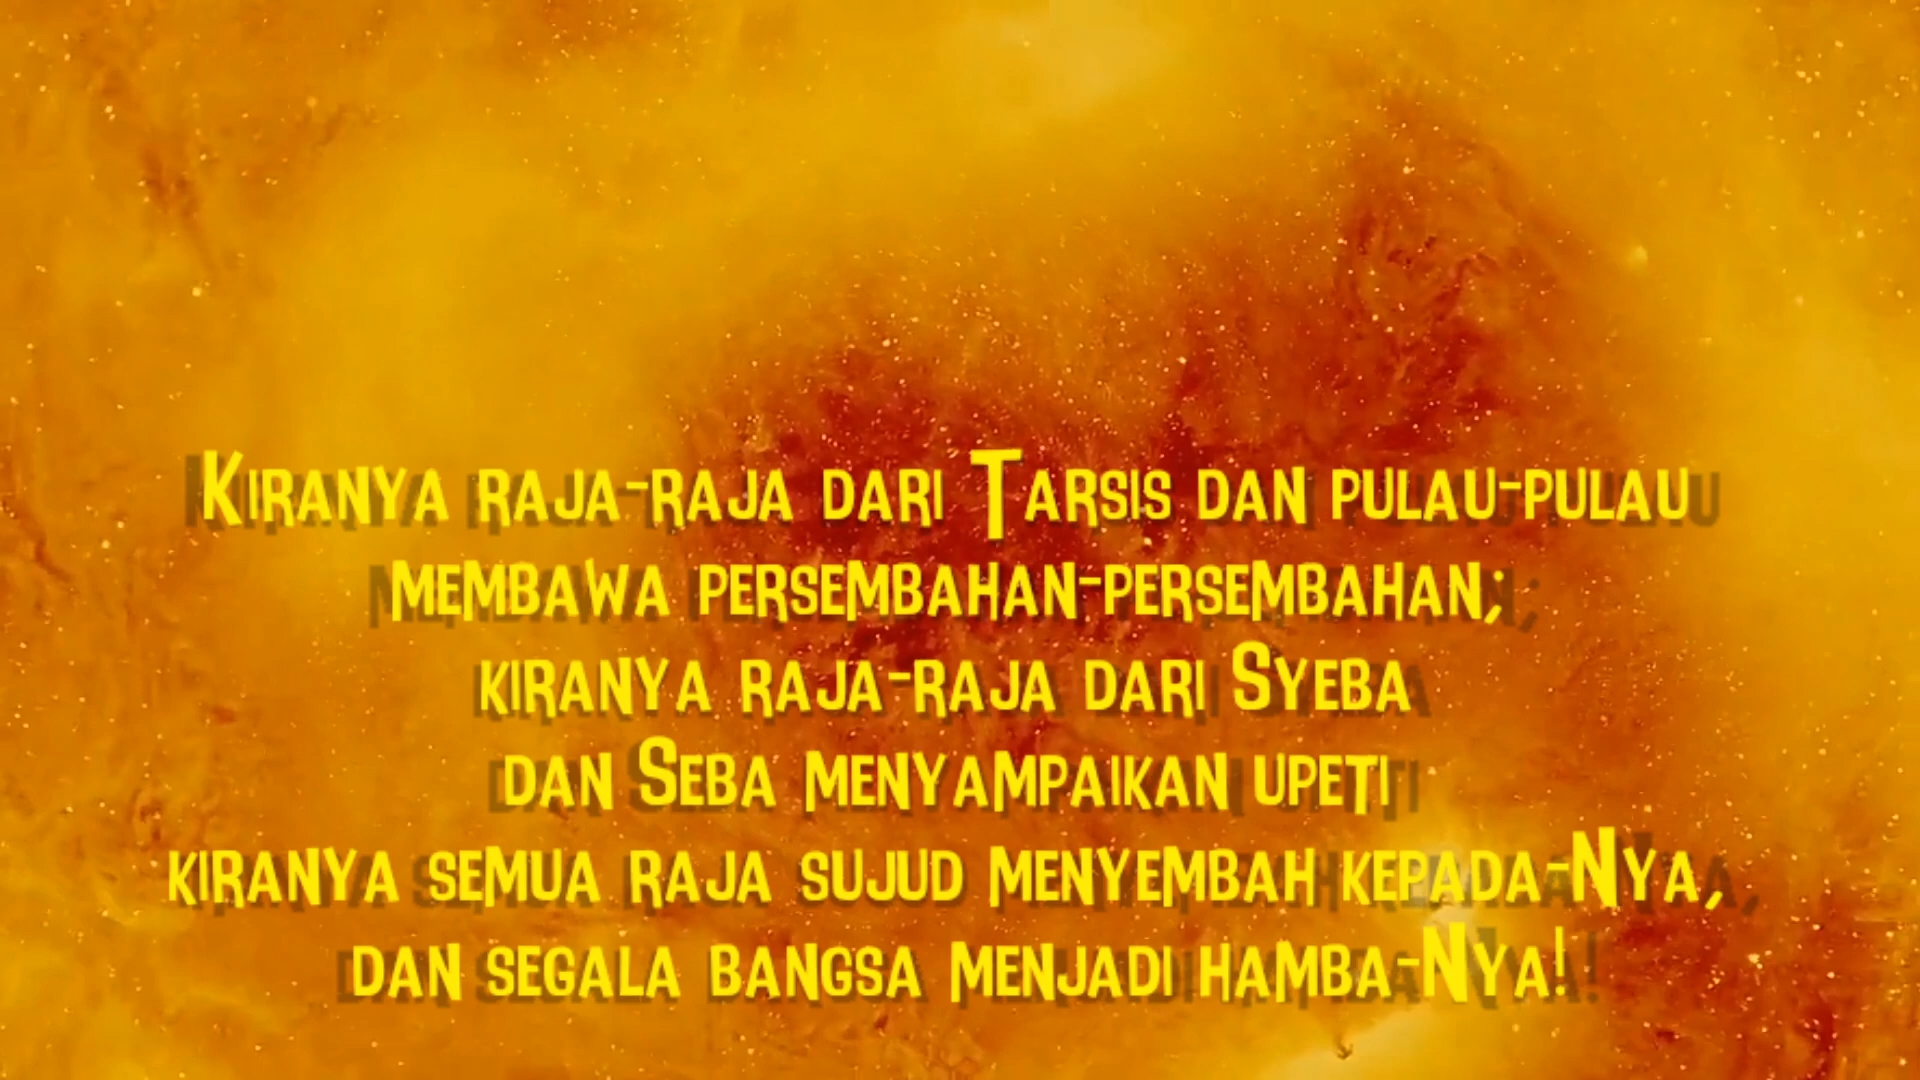 Kiranya raja-raja dari Tarsis dan pulau-pulau
membawa persembahan-persembahan;
kiranya raja-raja dari Syeba
dan Seba menyampaikan upeti
kiranya semua raja sujud menyembah kepada-Nya,
dan segala bangsa menjadi hamba-Nya!